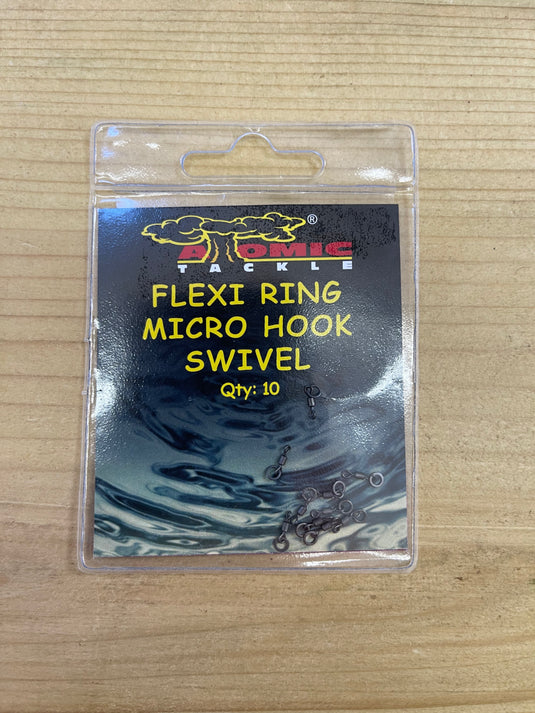 ®
ATOMIC
TACKLE
FLEXI RING
MICRO HOOK
SWIVEL
Qty: 10